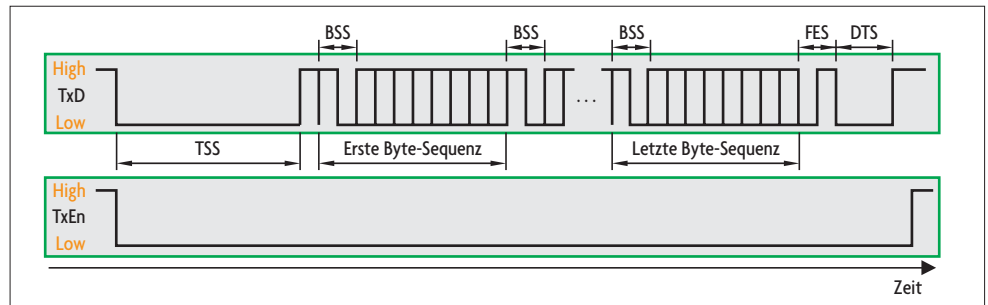 BSS BSS BSS FES DTS
High
TxD
Low
...
TSS Erste Byte-Sequenz Letzte Byte-Sequenz
High
TxEn
Low
Zeit